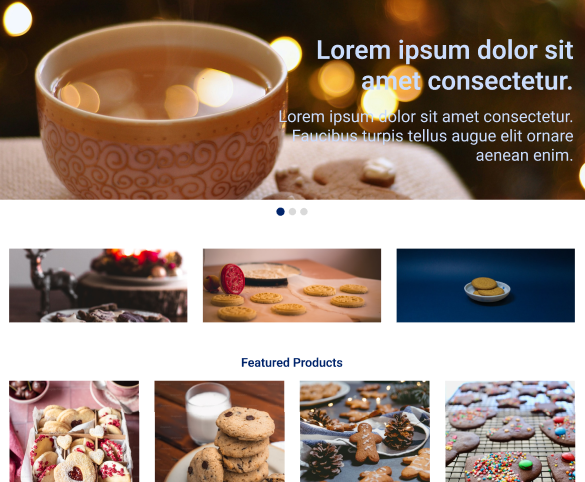 Lorem ipsum dolor sit
amet consectetur.
Lorem ipsum dolor sit amet consectetur.
Faucibus turpis tellus augue elit ornare
aenean enim.
Featured Products